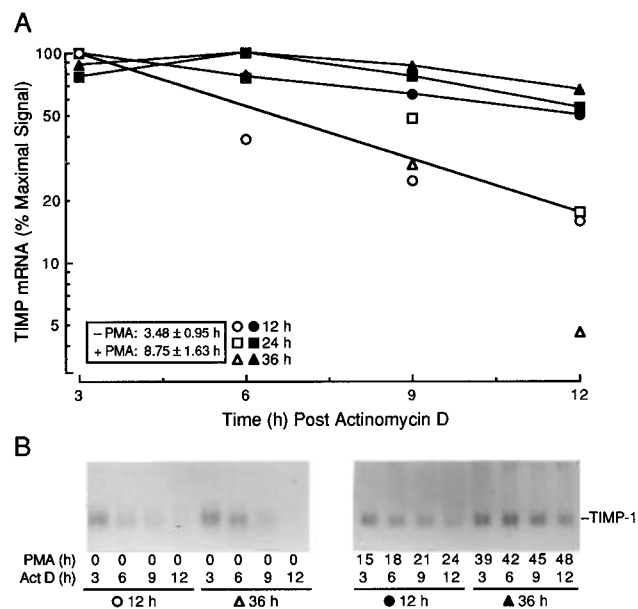 A
TIMP mRNA (% Maximal Signal)
100
50
20
10
5
– PMA: 3.48 ± 0.95 h
+ PMA: 8.75 ± 1.63 h
○ ● 12 h
□ ■ 24 h
△ ▲ 36 h
3 6 9 12
Time (h) Post Actinomycin D
B
–TIMP-1
PMA (h) 0 0 0 0 0 0 0 0 15 18 21 24 39 42 45 48
Act D (h) 3 6 9 12 3 6 9 12 3 6 9 12 3 6 9 12
○ 12 h △ 36 h ● 12 h ▲ 36 h